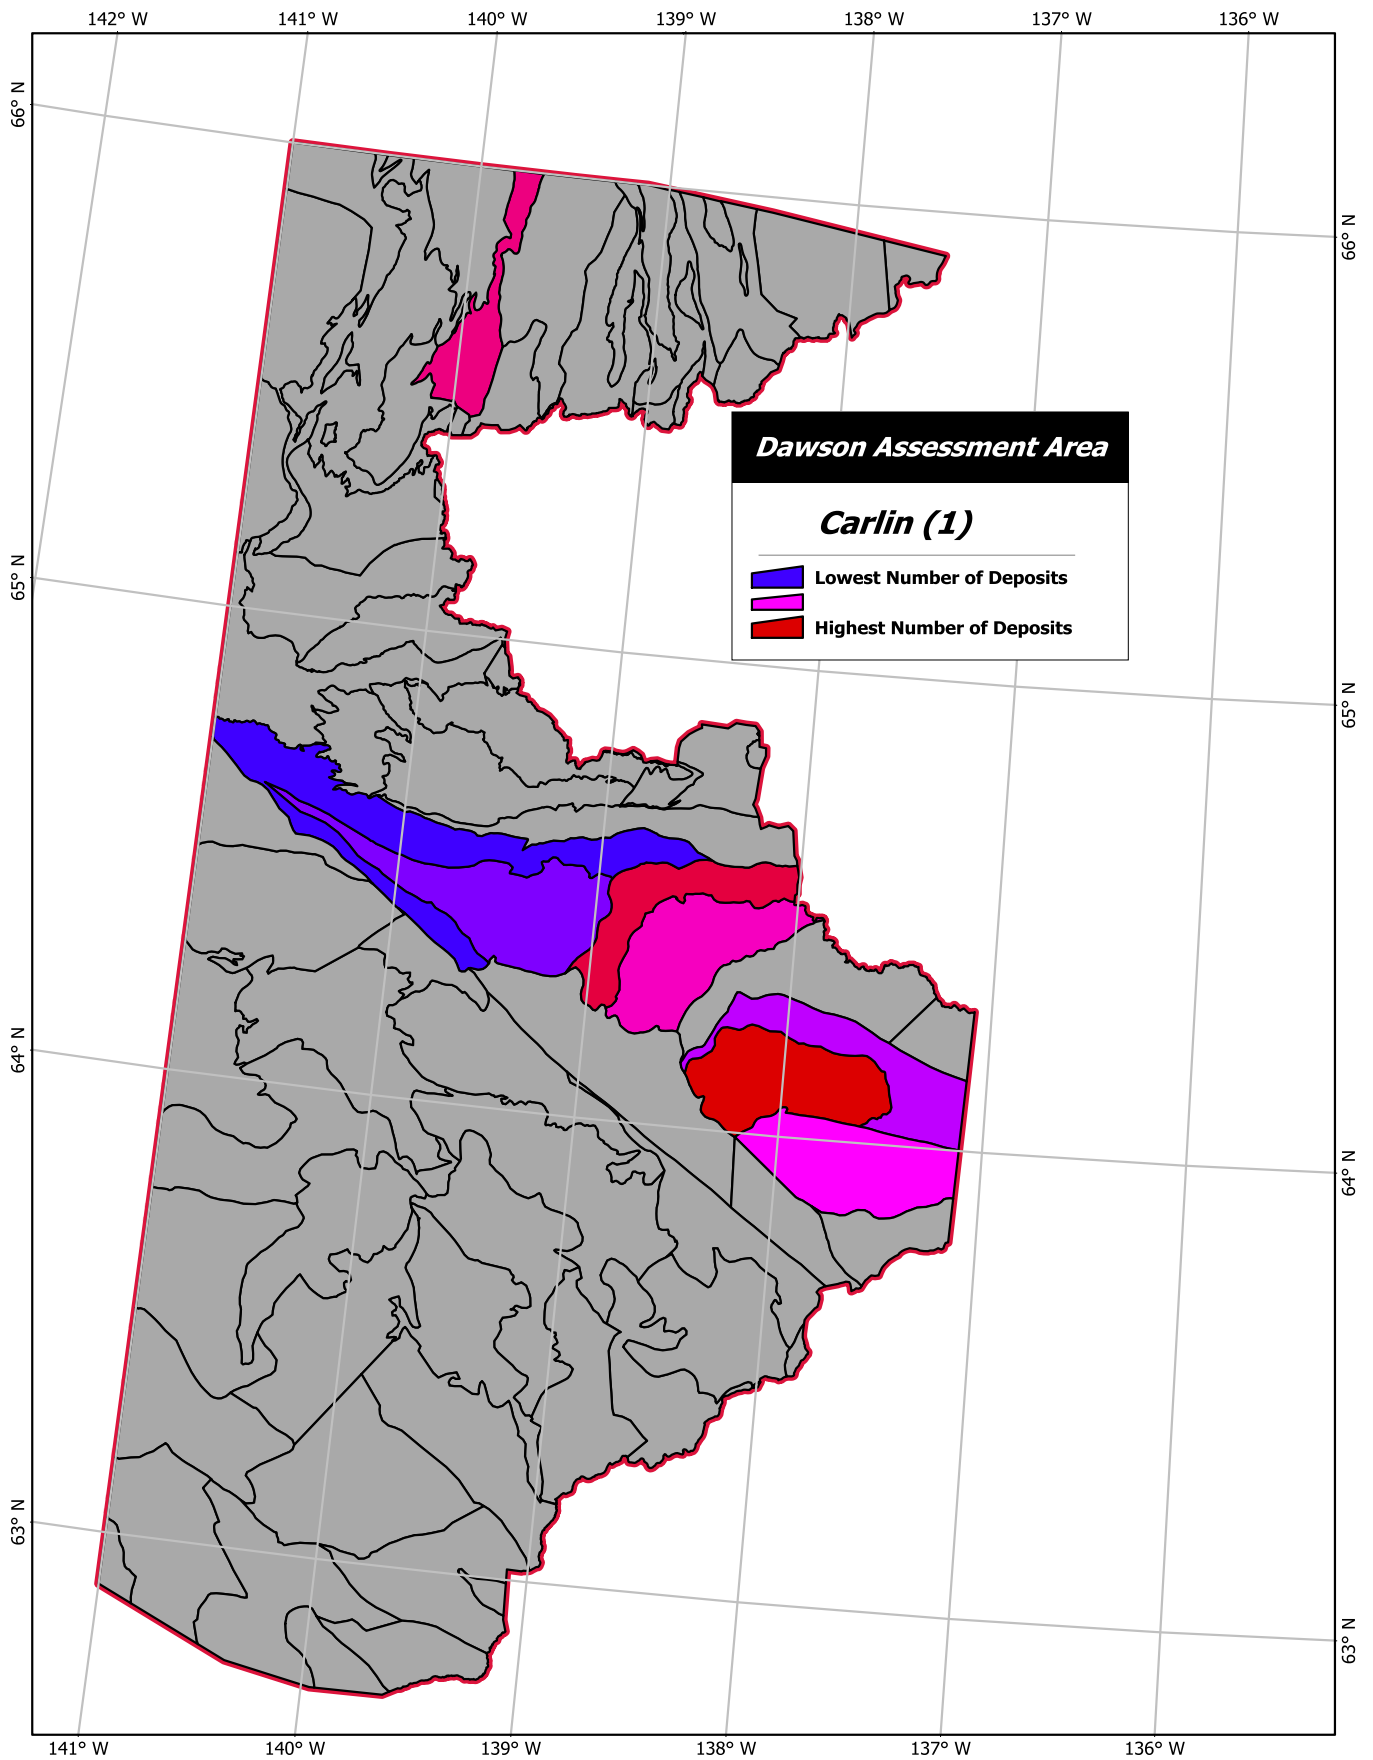 142° W 141° W 140° W 139° W 138° W 137° W 136° W
66° N
66° N
Dawson Assessment Area
Carlin (1)
Lowest Number of Deposits
Highest Number of Deposits
65° N
65° N
64° N
64° N
63° N
63° N
141° W 140° W 139° W 138° W 137° W 136° W